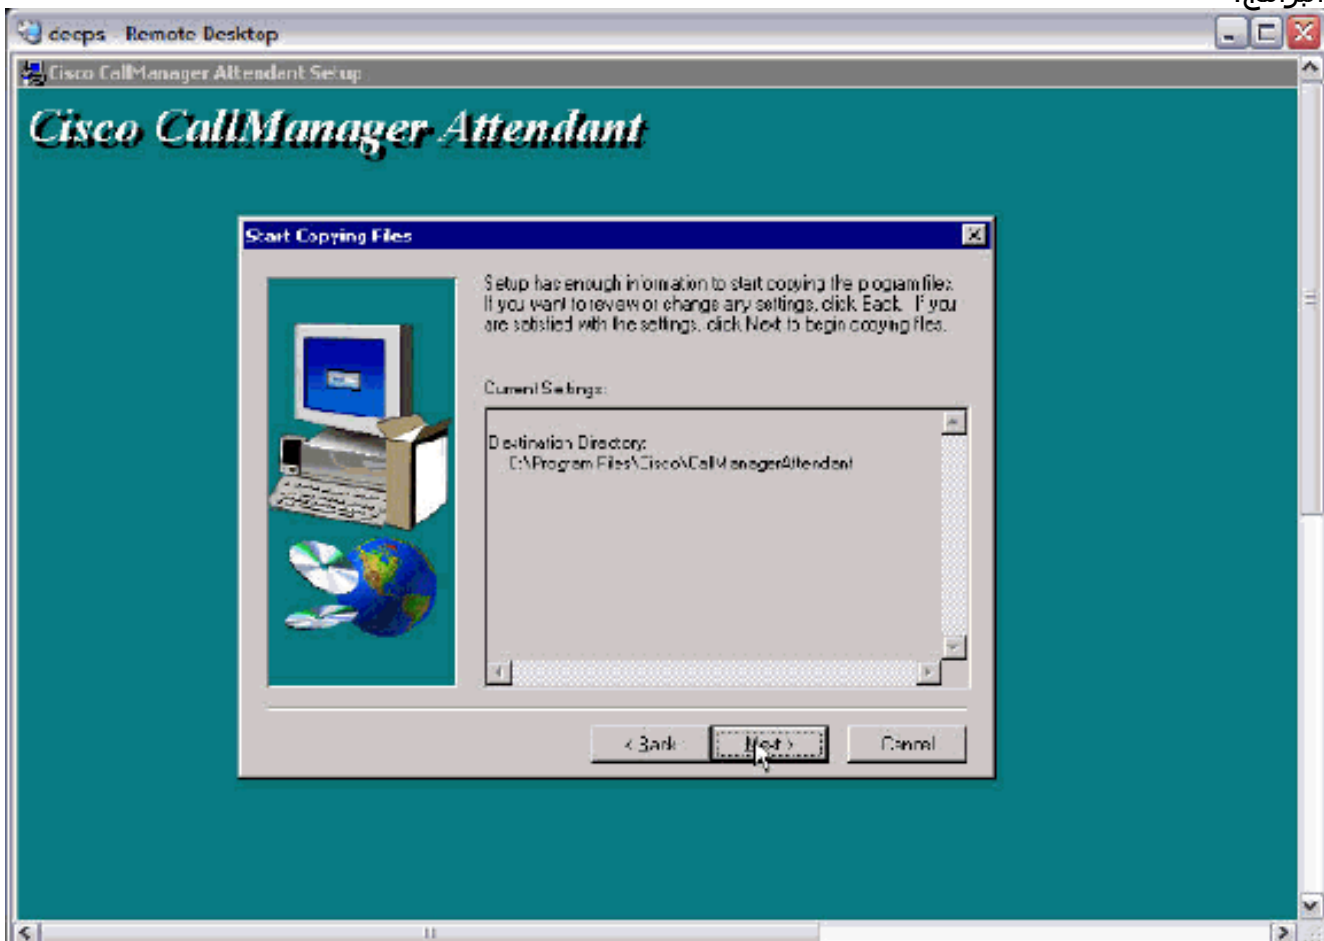 البرامج.
deeps - Remote Desktop
Cisco CallManager Attendant Setup
Cisco CallManager Attendant
Start Copying Files
Setup has enough information to start copying the program files.
If you want to review or change any settings, click Back. If you
are satisfied with the settings, click Next to begin copying files.
Current Settings:
Destination Directory:
C:\Program Files\Cisco\CallManagerAttendant
< Back
Next >
Cancel